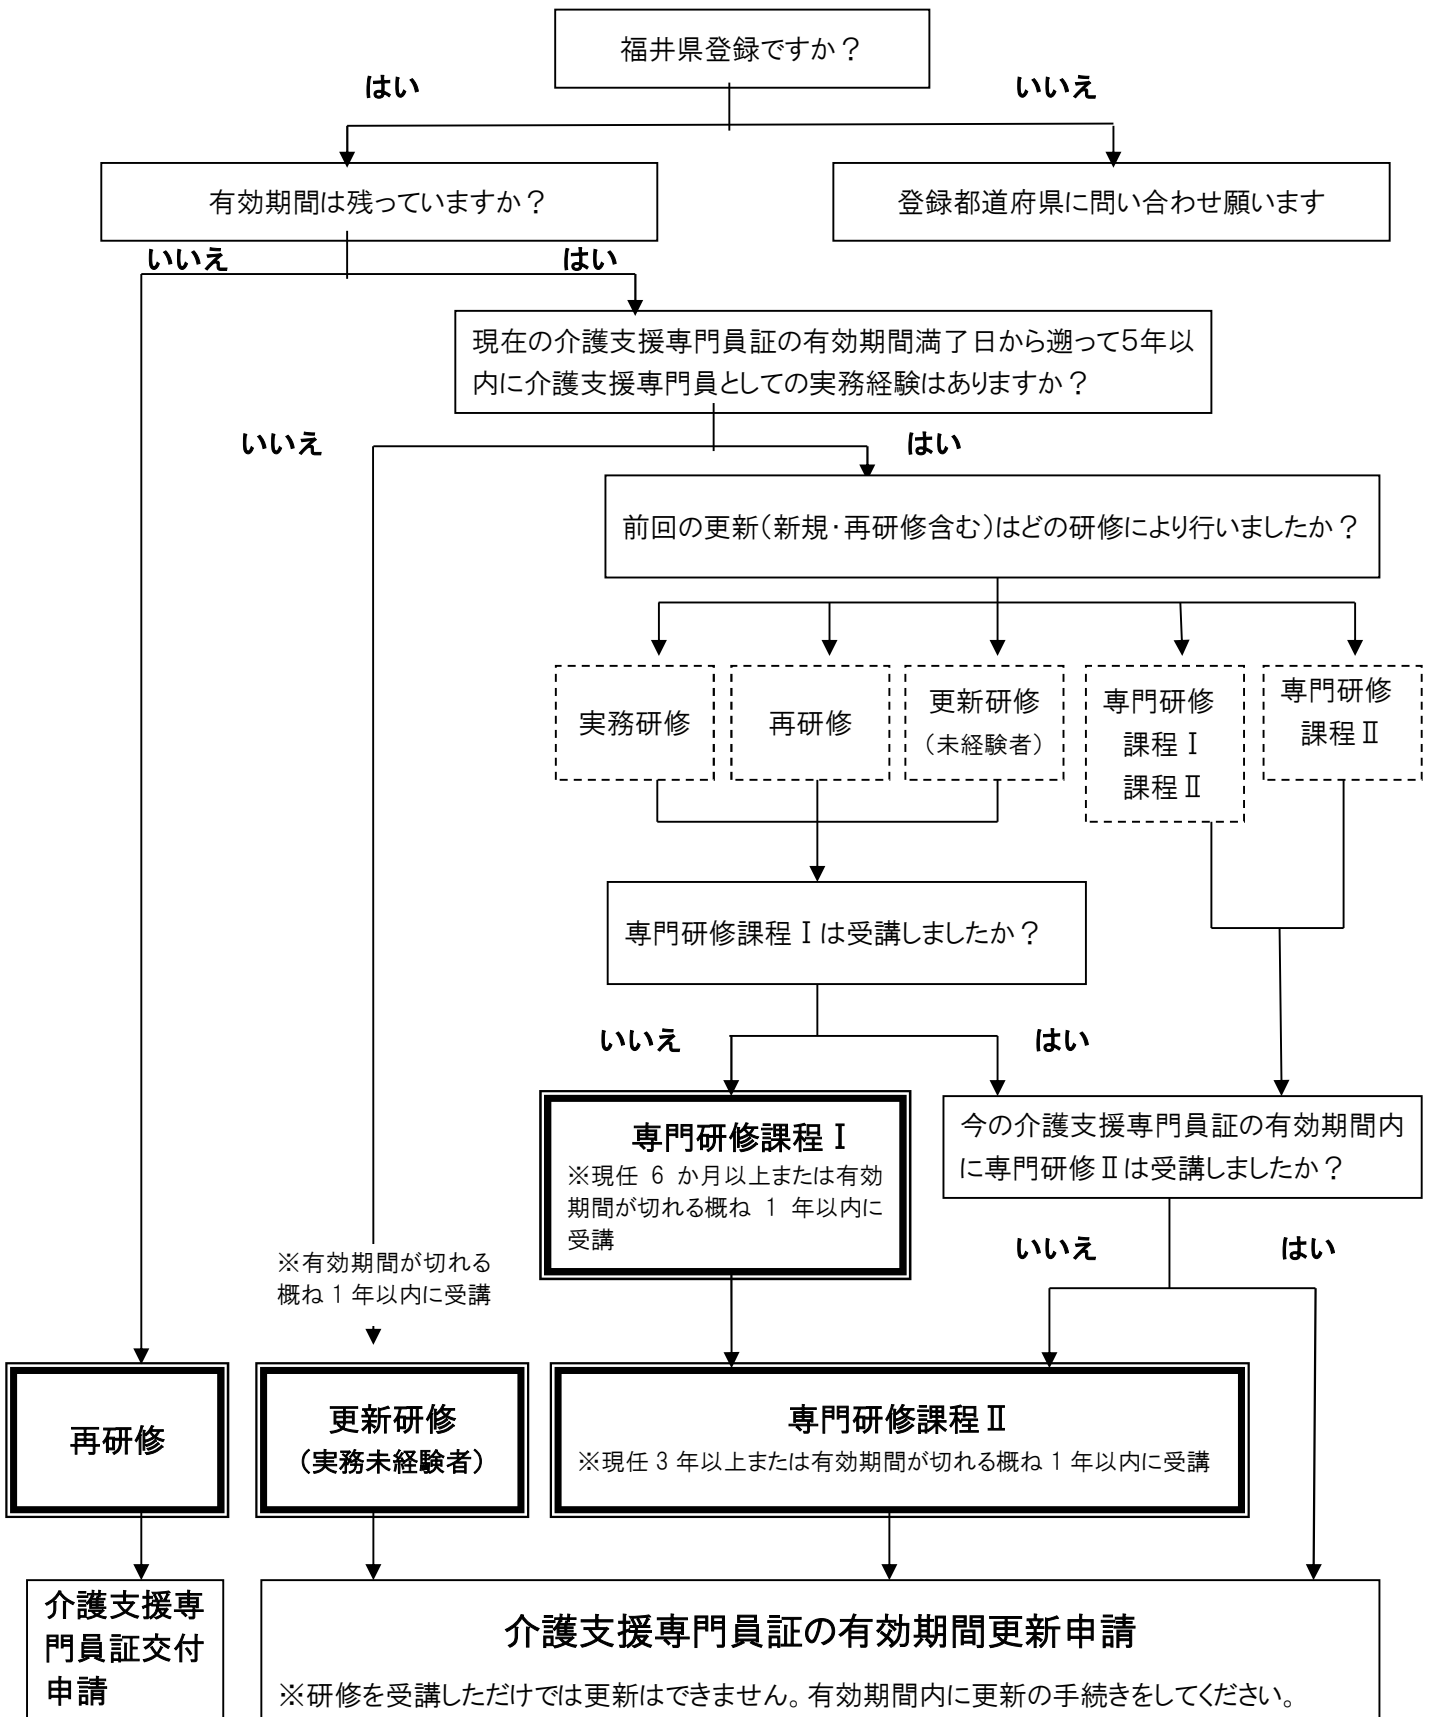 福井県登録ですか？
はい
いいえ
有効期間は残っていますか？
登録都道府県に問い合わせ願います
いいえ
はい
現在の介護支援専門員証の有効期間満了日から遡って5年以
内に介護支援専門員としての実務経験はありますか？
いいえ
はい
前回の更新（新規・再研修含む）はどの研修により行いましたか？
実務研修
再研修
更新研修
（未経験者）
専門研修
課程Ⅰ
課程Ⅱ
専門研修
課程Ⅱ
専門研修課程Ⅰは受講しましたか？
いいえ
はい
専門研修課程Ⅰ
※現任 6 か月以上または有効
期間が切れる概ね 1 年以内に
受講
今の介護支援専門員証の有効期間内
に専門研修Ⅱは受講しましたか？
いいえ
はい
※有効期間が切れる
概ね 1 年以内に受講
再研修
更新研修
（実務未経験者）
専門研修課程Ⅱ
※現任 3 年以上または有効期間が切れる概ね 1 年以内に受講
介護支援専
門員証交付
申請
介護支援専門員証の有効期間更新申請
※研修を受講しただけでは更新はできません。有効期間内に更新の手続きをしてください。